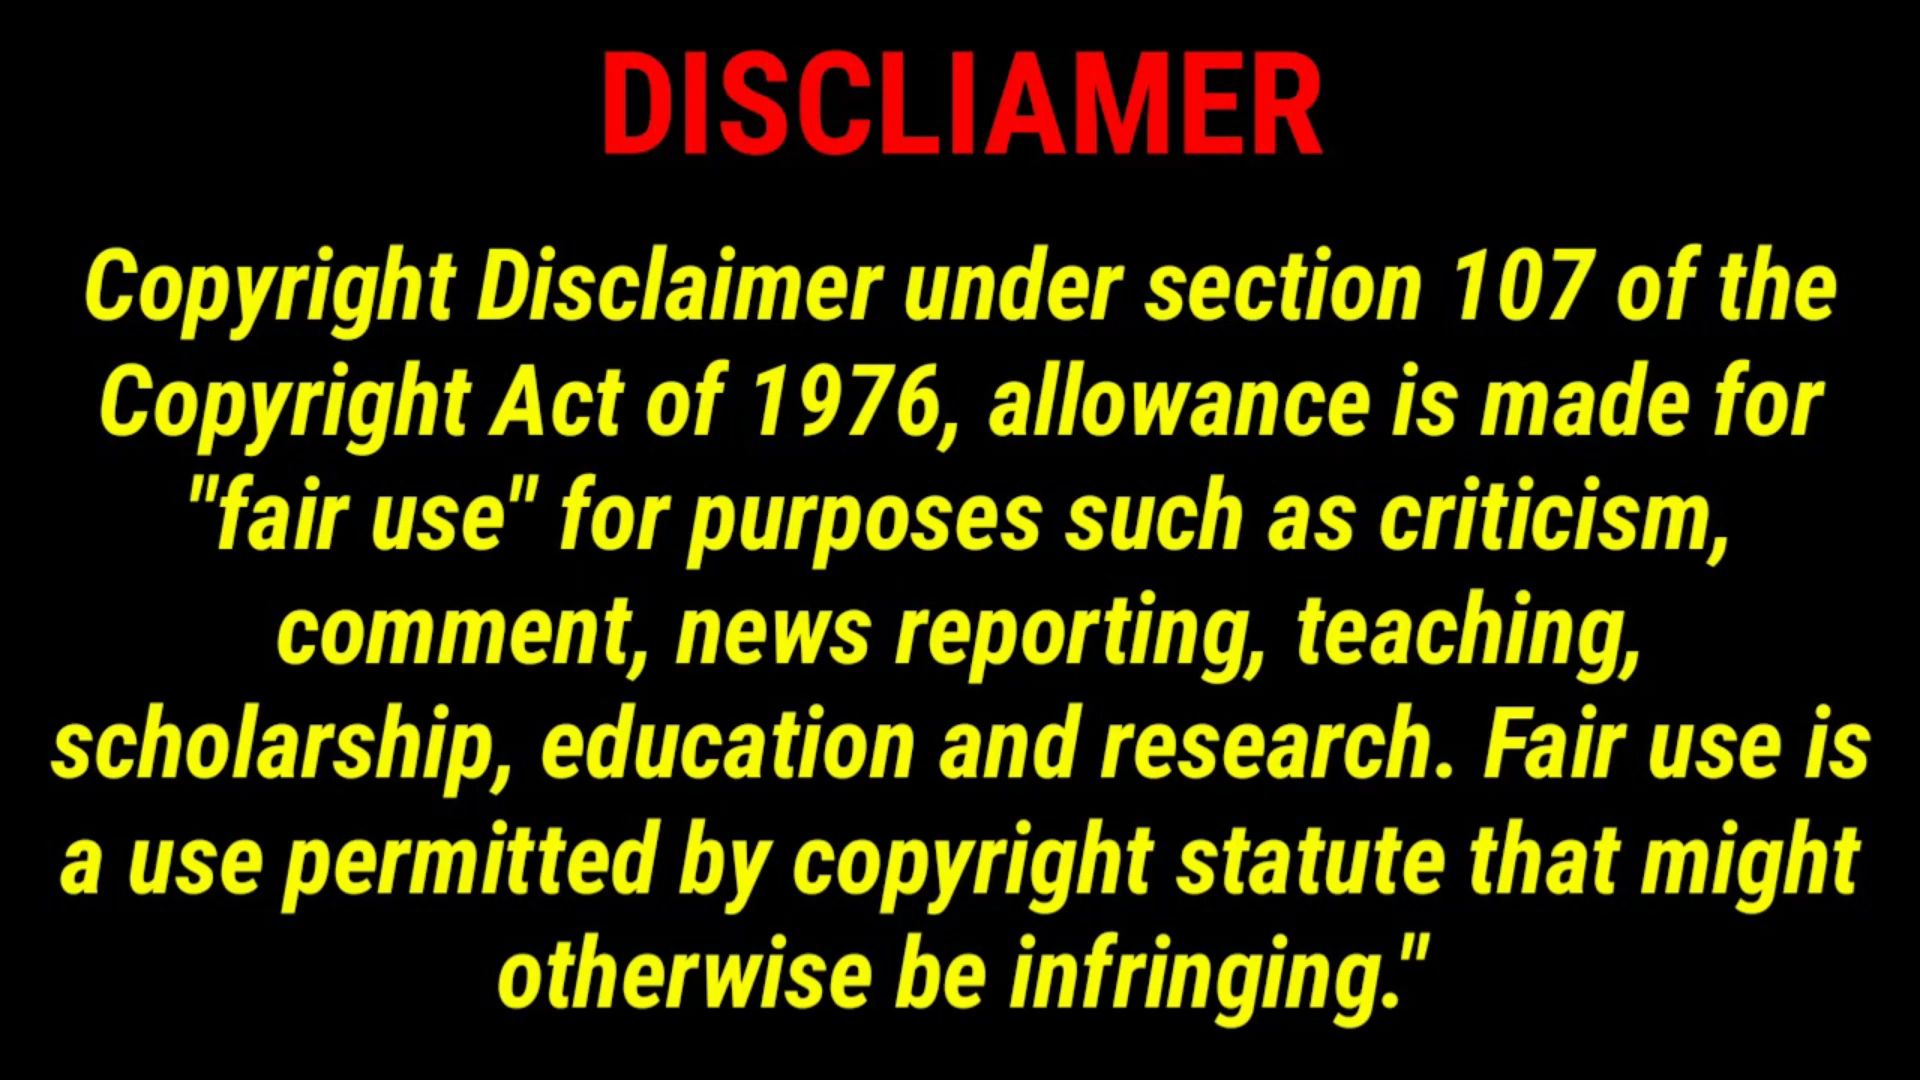 DISCLIAMER
Copyright Disclaimer under section 107 of the
Copyright Act of 1976, allowance is made for
"fair use" for purposes such as criticism,
comment, news reporting, teaching,
scholarship, education and research. Fair use is
a use permitted by copyright statute that might
otherwise be infringing."